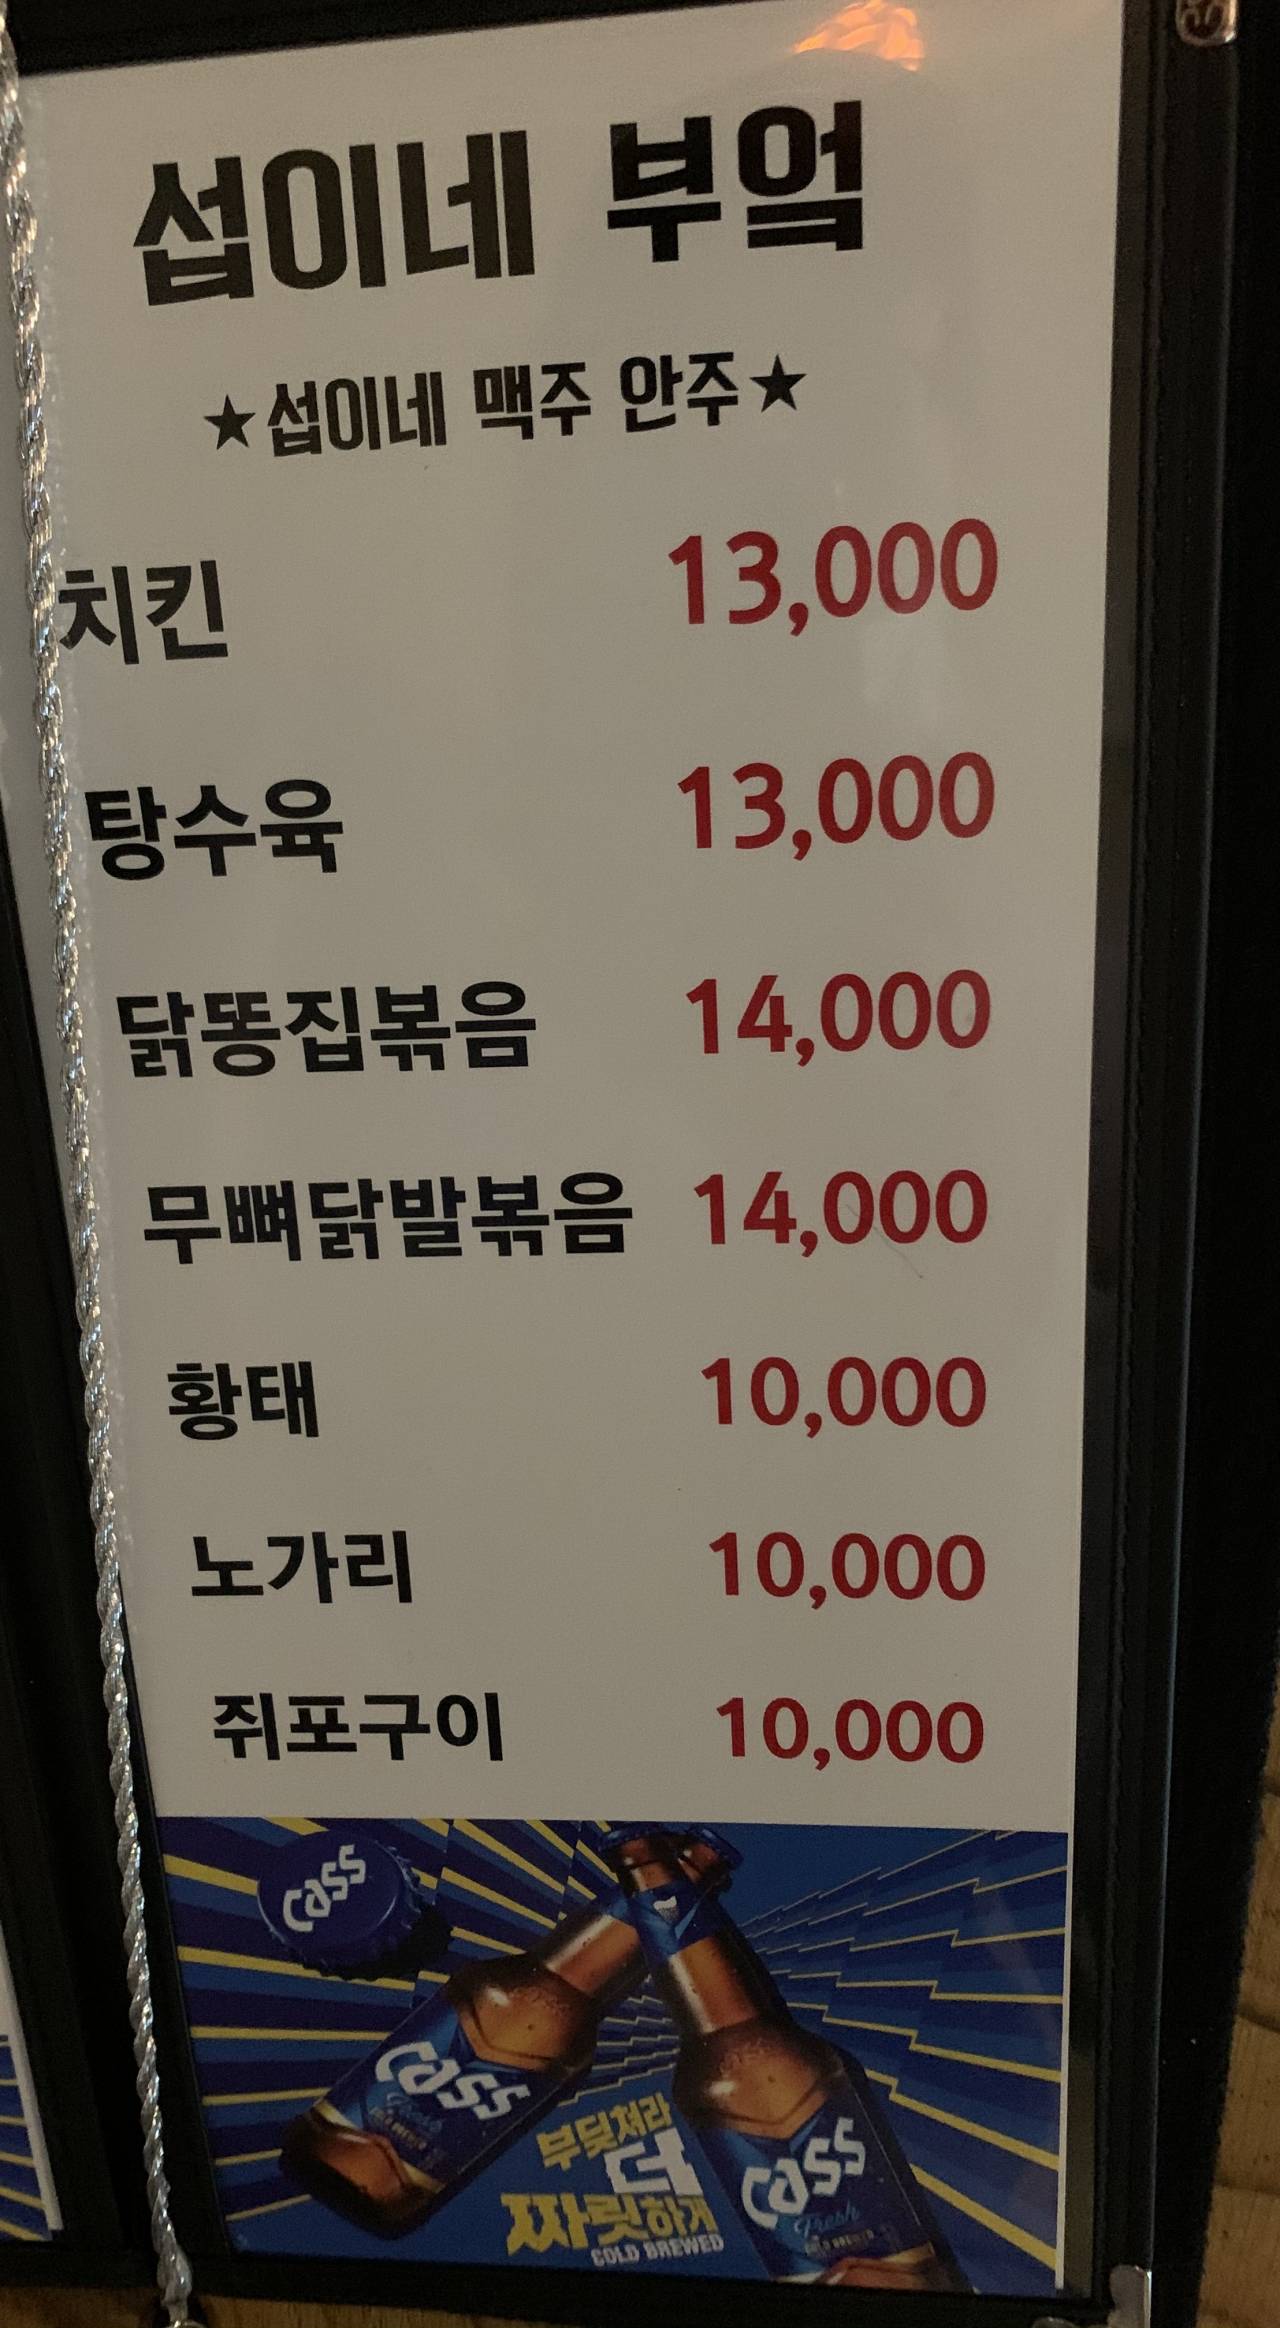 섭이네 부엌
★섭이네 맥주 안주★
치킨 13,000
탕수육 13,000
닭똥집볶음 14,000
무뼈닭발볶음 14,000
황태 10,000
노가리 10,000
쥐포구이 10,000
Cass
Cass
Fresh
Cass
Fresh
부딪쳐라
더
짜릿하게
COLD BREWED